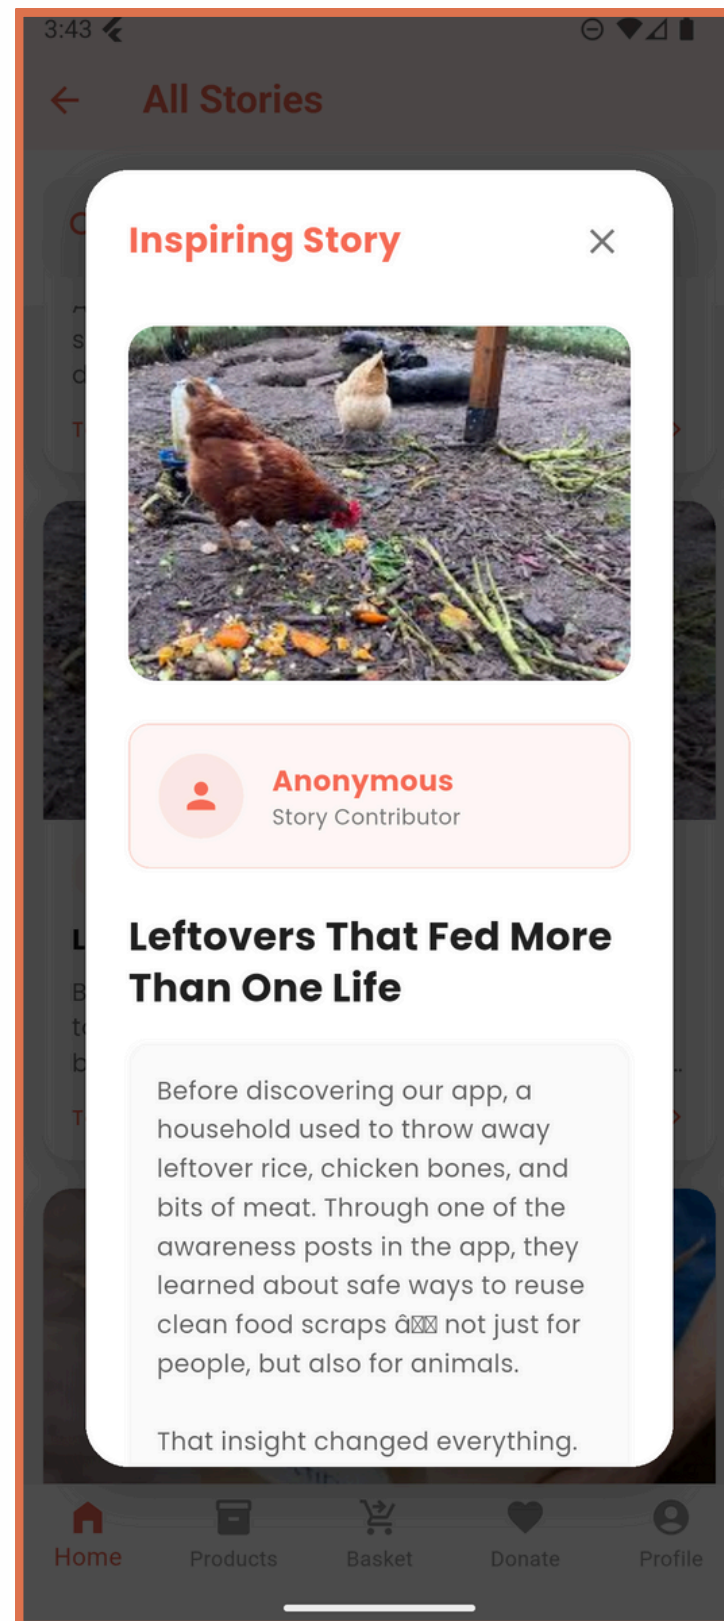 3:43
All Stories
Inspiring Story
Anonymous
Story Contributor
Leftovers That Fed More
Than One Life
Before discovering our app, a
household used to throw away
leftover rice, chicken bones, and
bits of meat. Through one of the
awareness posts in the app, they
learned about safe ways to reuse
clean food scraps â not just for
people, but also for animals.
That insight changed everything.
Home Products Basket Donate Profile